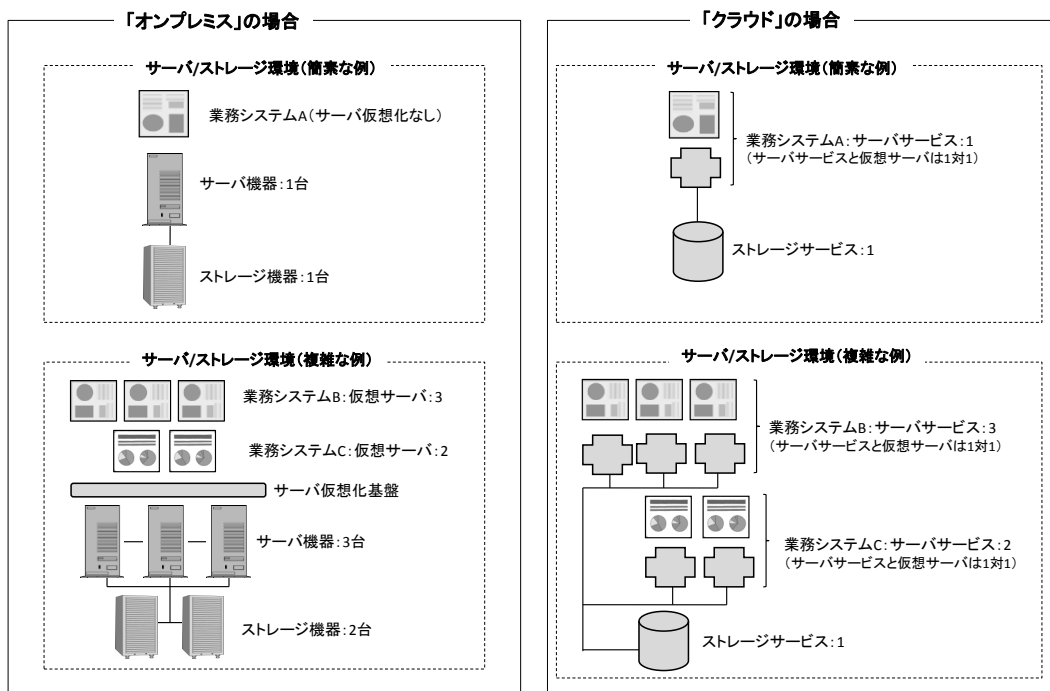 「オンプレミス」の場合
サーバ/ストレージ環境(簡素な例)
業務システムA(サーバ仮想化なし)
サーバ機器:1台
ストレージ機器:1台
サーバ/ストレージ環境(複雑な例)
業務システムB:仮想サーバ:3
業務システムC:仮想サーバ:2
サーバ仮想化基盤
サーバ機器:3台
ストレージ機器:2台
「クラウド」の場合
サーバ/ストレージ環境(簡素な例)
業務システムA:サーバサービス:1
(サーバサービスと仮想サーバは1対1)
ストレージサービス:1
サーバ/ストレージ環境(複雑な例)
業務システムB:サーバサービス:3
(サーバサービスと仮想サーバは1対1)
業務システムC:サーバサービス:2
(サーバサービスと仮想サーバは1対1)
ストレージサービス:1